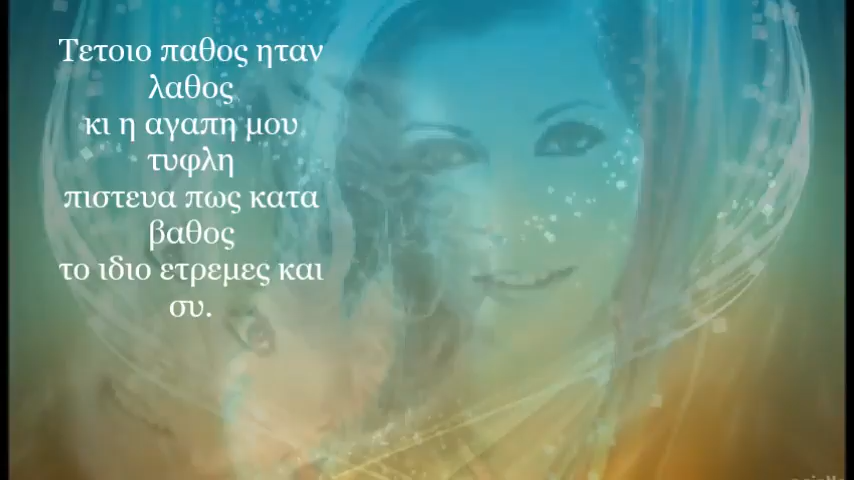 Τετοιο παθος ηταν
λαθος
κι η αγαπη μου
τυφλη
πιστευα πως κατα
βαθος
το ιδιο ετρεμες και
συ.